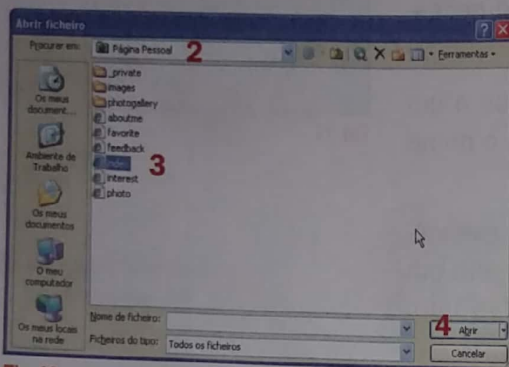 Abrir ficheiro
Procurar em: Página Pessoal 2 Ferramentas
_private
images
photogallery
aboutme
favorite
feedback
3
interest
photo
Os meus
document...
Ambiente de
Trabalho
Os meus
documentos
O meu
computador
Os meus locais
na rede
Nome de ficheiro:
4 Abrir
Ficheiros do tipo: Todos os ficheiros
Cancelar